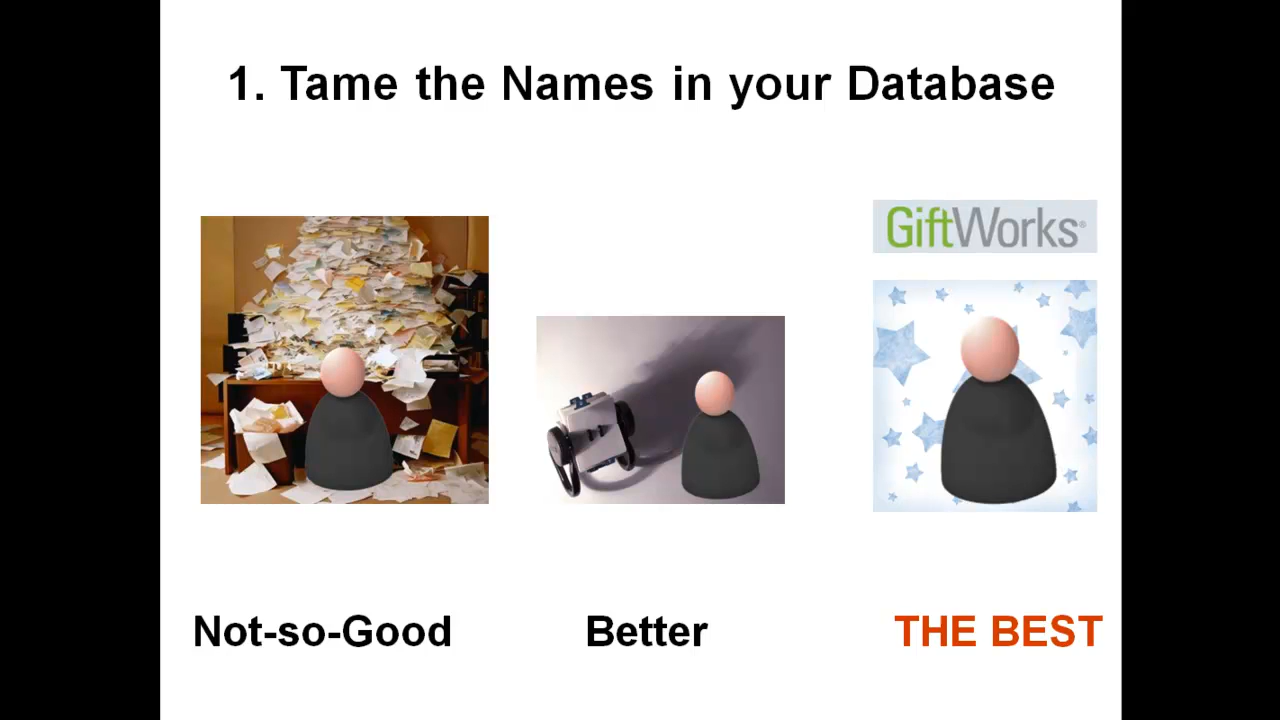 1. Tame the Names in your Database
GiftWorks®
Not-so-Good
Better
THE BEST